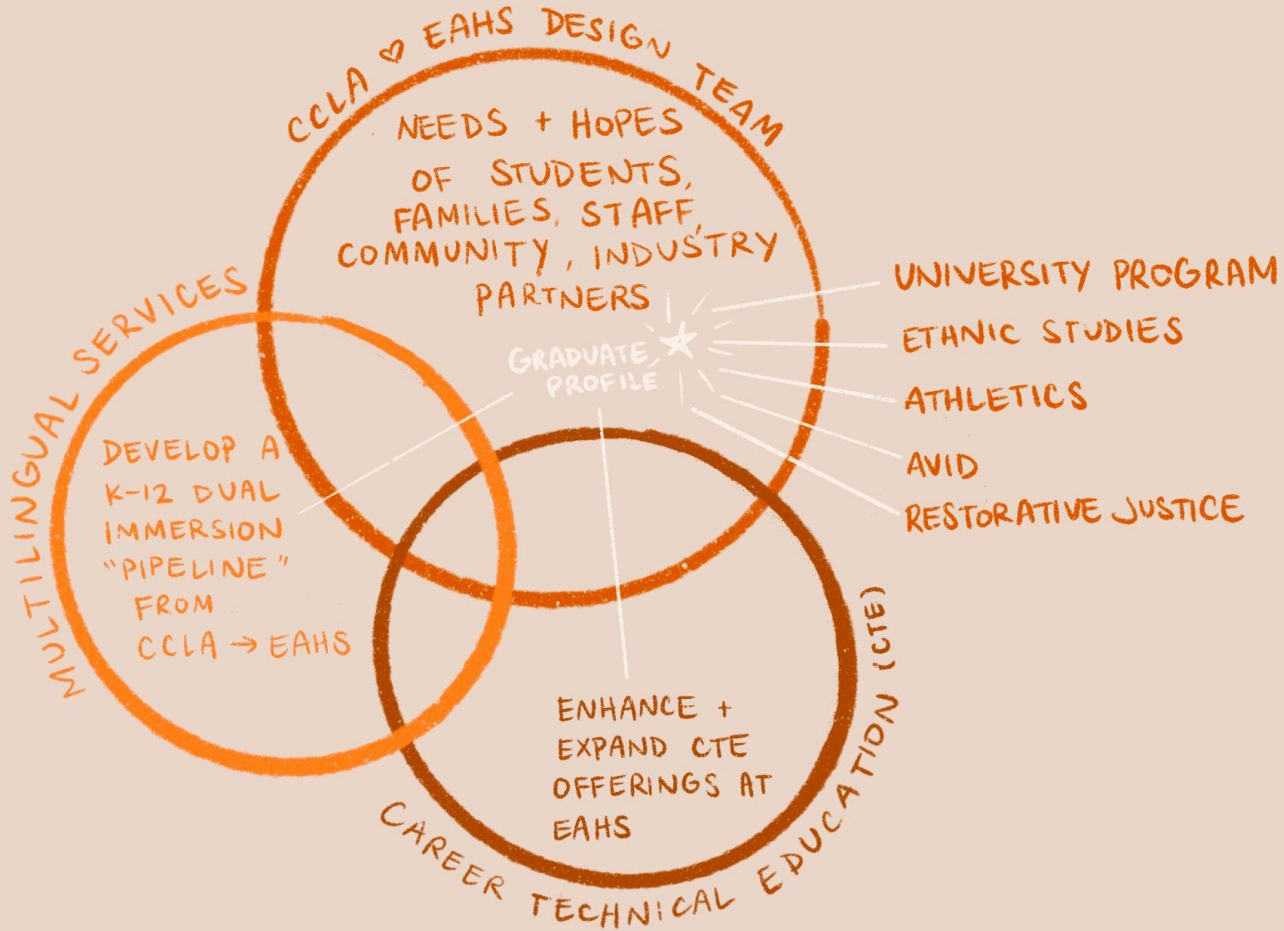 CCLA ♡ EAHS DESIGN TEAM
NEEDS + HOPES
OF STUDENTS,
FAMILIES, STAFF,
COMMUNITY, INDUSTRY
PARTNERS
GRADUATE
PROFILE
UNIVERSITY PROGRAM
ETHNIC STUDIES
ATHLETICS
AVID
RESTORATIVE JUSTICE
MULTILINGUAL SERVICES
DEVELOP A
K-12 DUAL
IMMERSION
"PIPELINE"
FROM
CCLA → EAHS
ENHANCE +
EXPAND CTE
OFFERINGS AT
EAHS
CAREER TECHNICAL EDUCATION (CTE)